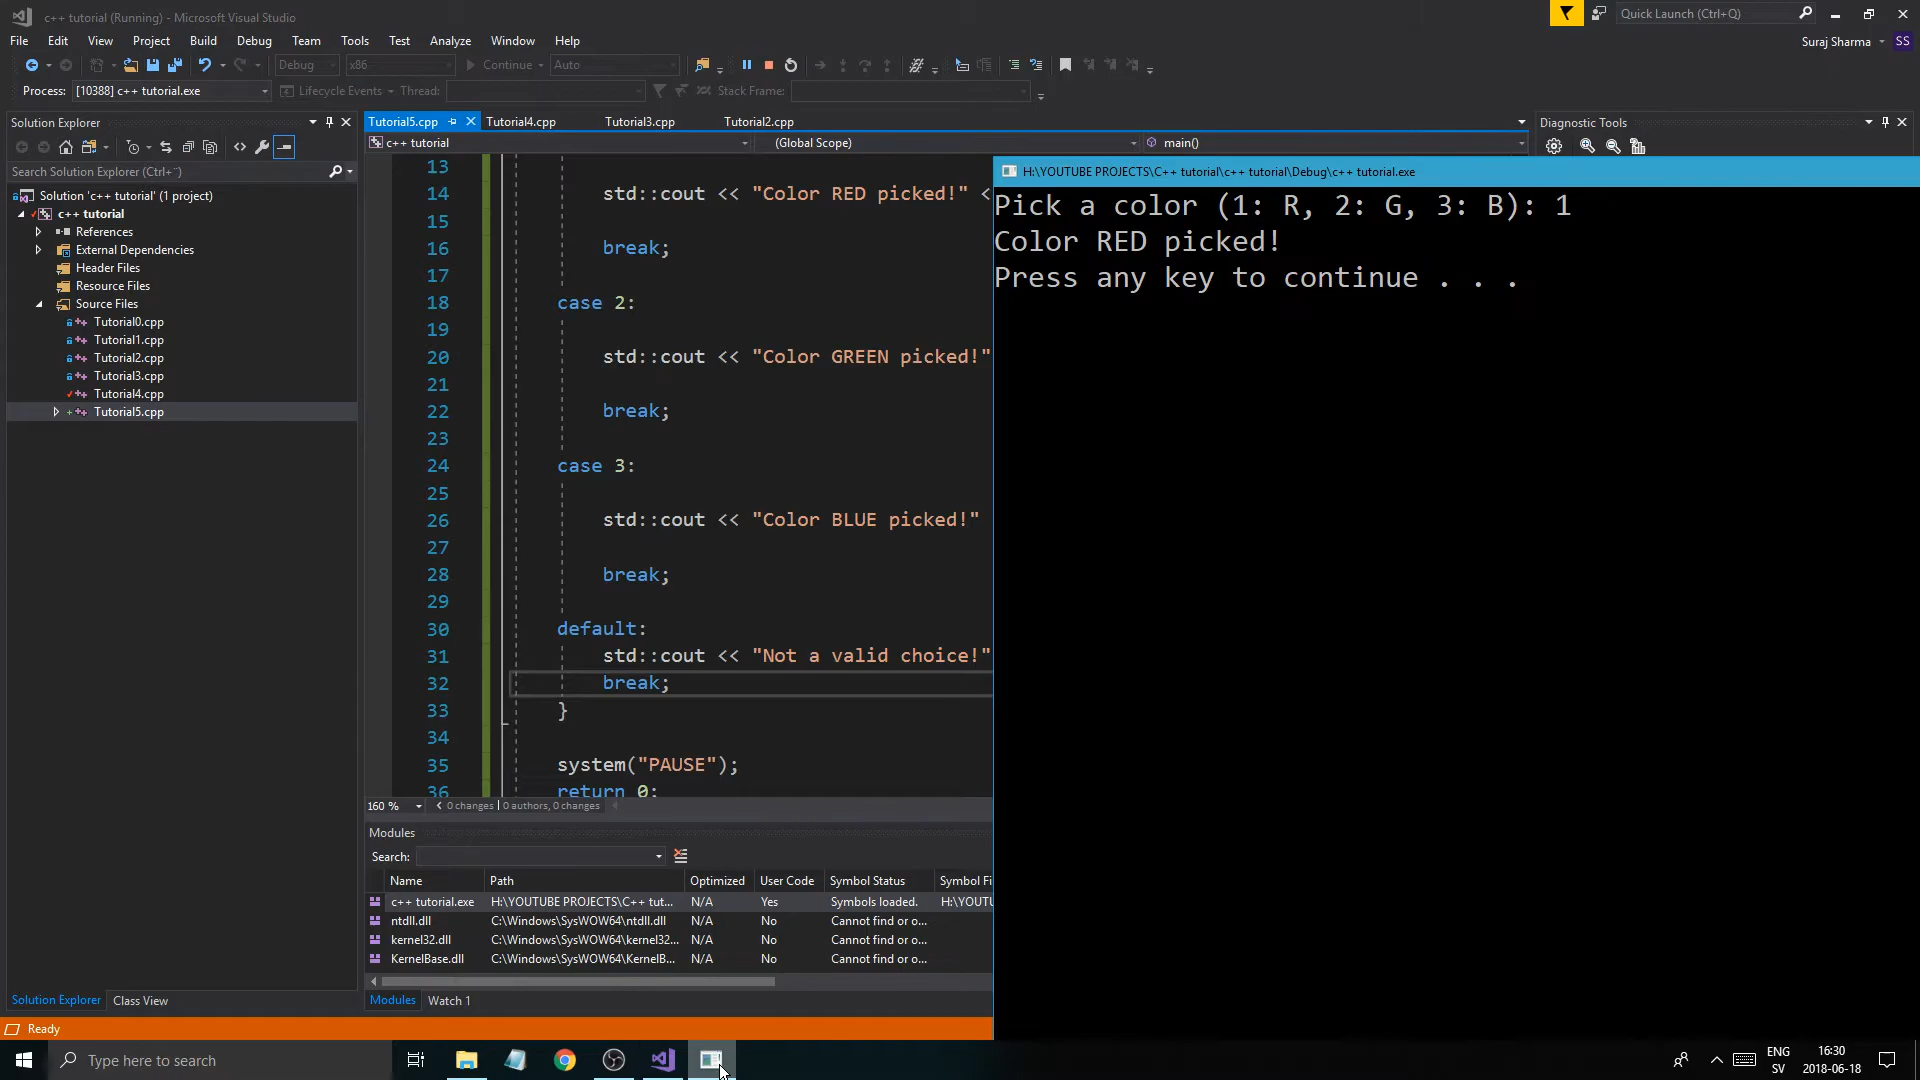 c++ tutorial (Running) - Microsoft Visual Studio
Quick Launch (Ctrl+Q)
File Edit View Project Build Debug Team Tools Test Analyze Window Help
Suraj Sharma SS
Debug x86 Continue Auto
Process: [10388] c++ tutorial.exe Lifecycle Events Thread: Stack Frame:
Solution Explorer
Tutorial5.cpp Tutorial4.cpp Tutorial3.cpp Tutorial2.cpp
Diagnostic Tools
c++ tutorial (Global Scope) main()
Search Solution Explorer (Ctrl+¨)
Solution 'c++ tutorial' (1 project)
c++ tutorial
References
External Dependencies
Header Files
Resource Files
Source Files
Tutorial0.cpp
Tutorial1.cpp
Tutorial2.cpp
Tutorial3.cpp
Tutorial4.cpp
Tutorial5.cpp
Solution Explorer Class View
13
14 std::cout << "Color RED picked!" <
15
16 break;
17
18 case 2:
19
20 std::cout << "Color GREEN picked!"
21
22 break;
23
24 case 3:
25
26 std::cout << "Color BLUE picked!"
27
28 break;
29
30 default:
31 std::cout << "Not a valid choice!"
32 break;
33 }
34
35 system("PAUSE");
36 return 0;
160 % 0 changes | 0 authors, 0 changes
H:\YOUTUBE PROJECTS\C++ tutorial\c++ tutorial\Debug\c++ tutorial.exe
Pick a color (1: R, 2: G, 3: B): 1
Color RED picked!
Press any key to continue . . .
Modules
Search:
Name Path Optimized User Code Symbol Status Symbol Fi
c++ tutorial.exe H:\YOUTUBE PROJECTS\C++ tut... N/A Yes Symbols loaded. H:\YOUTU
ntdll.dll C:\Windows\SysWOW64\ntdll.dll N/A No Cannot find or o...
kernel32.dll C:\Windows\SysWOW64\kernel32... N/A No Cannot find or o...
KernelBase.dll C:\Windows\SysWOW64\KernelB... N/A No Cannot find or o...
Modules Watch 1
Ready
Type here to search
ENG
SV
16:30
2018-06-18